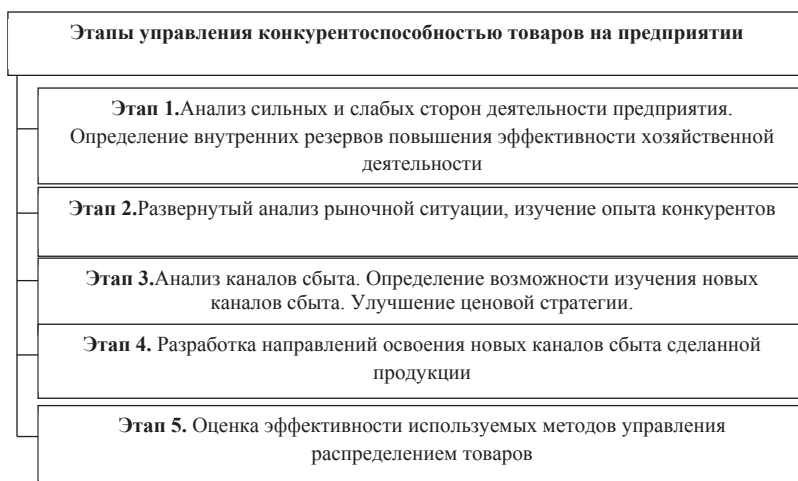 Этапы управления конкурентоспособностью товаров на предприятии
Этап 1.Анализ сильных и слабых сторон деятельности предприятия.
Определение внутренних резервов повышения эффективности хозяйственной
деятельности
Этап 2.Развернутый анализ рыночной ситуации, изучение опыта конкурентов
Этап 3.Анализ каналов сбыта. Определение возможности изучения новых
каналов сбыта. Улучшение ценовой стратегии.
Этап 4. Разработка направлений освоения новых каналов сбыта сделанной
продукции
Этап 5. Оценка эффективности используемых методов управления
распределением товаров